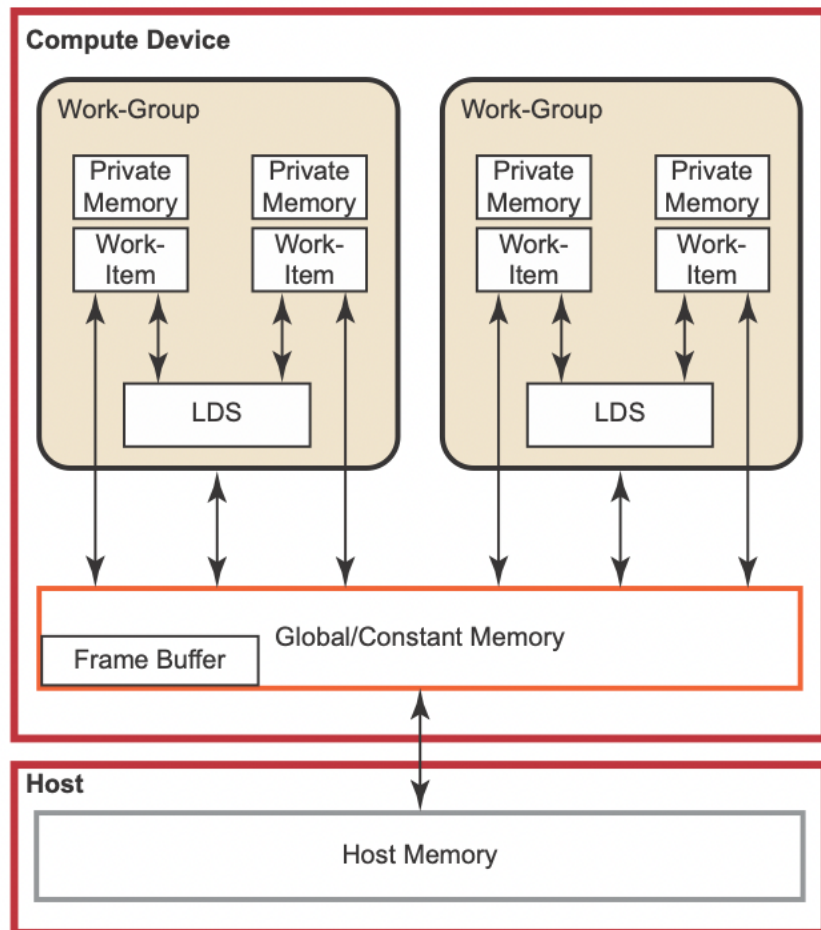 Compute Device
Work-Group
Work-Group
Private
Memory
Private
Memory
Private
Memory
Private
Memory
Work-
Item
Work-
Item
Work-
Item
Work-
Item
LDS
LDS
Global/Constant Memory
Frame Buffer
Host
Host Memory